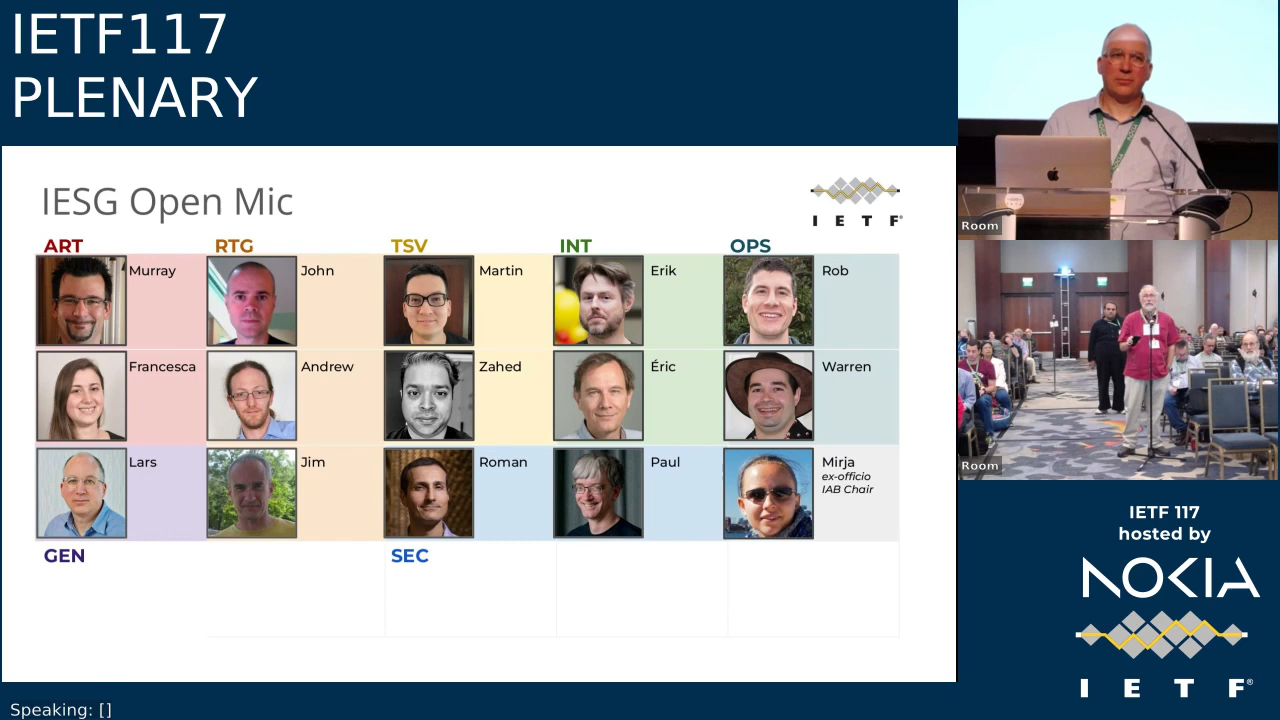 IETF117
PLENARY
IESG Open Mic
I E T F®
ART
RTG
TSV
INT
OPS
Murray
John
Martin
Erik
Rob
Francesca
Andrew
Zahed
Éric
Warren
Lars
Jim
Roman
Paul
Mirja
ex-officio
IAB Chair
GEN
SEC
Speaking: []
Room
Room
IETF 117
hosted by
NOKIA
I E T F®